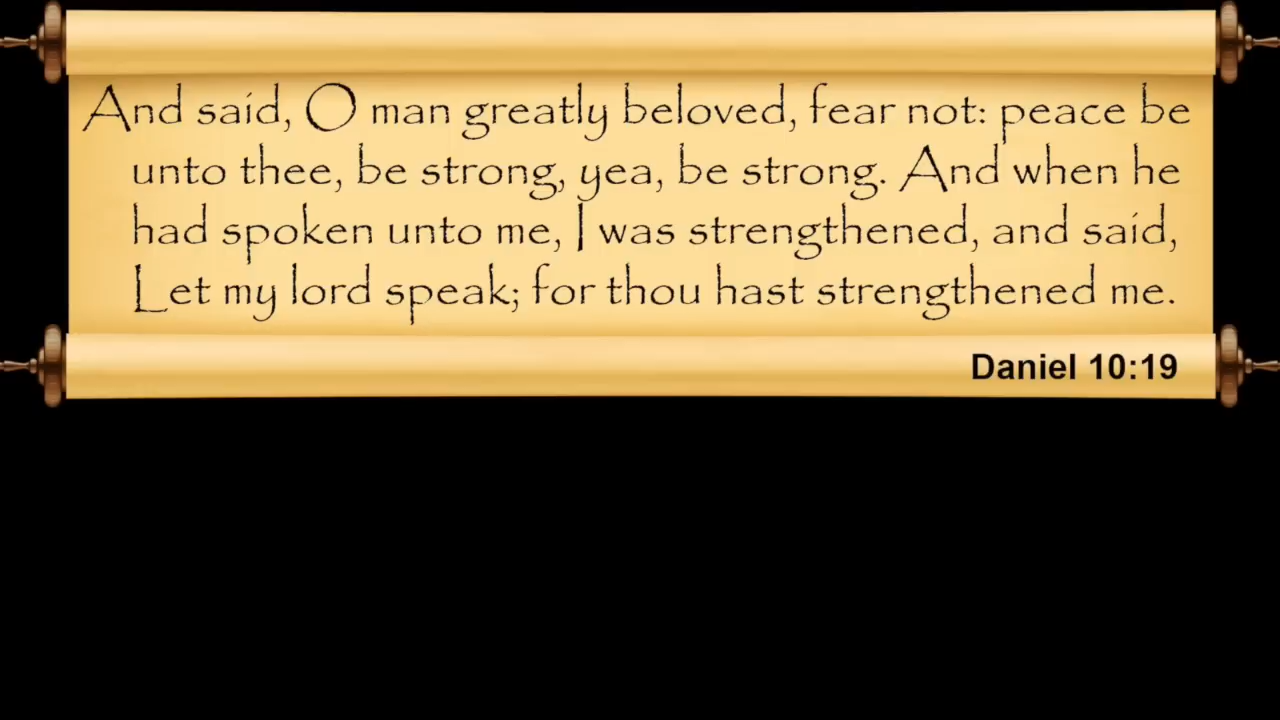 And said, O man greatly beloved, fear not: peace be
unto thee, be strong, yea, be strong. And when he
had spoken unto me, I was strengthened, and said,
Let my lord speak; for thou hast strengthened me.
Daniel 10:19